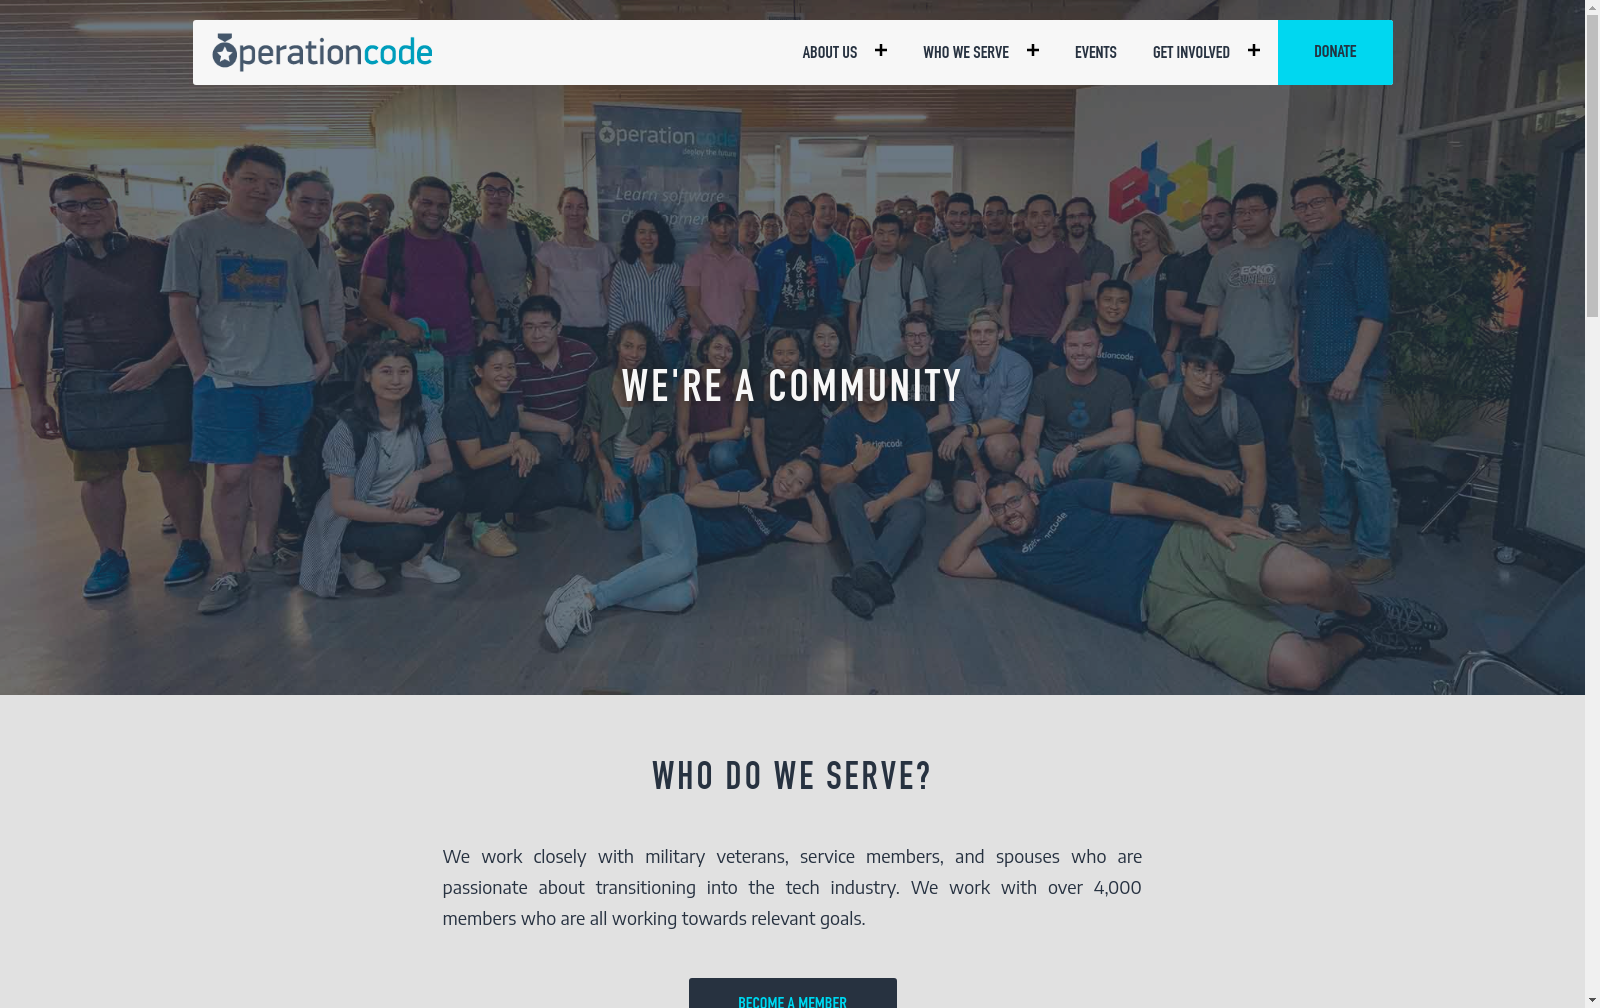 operationcode
ABOUT US
WHO WE SERVE
EVENTS
GET INVOLVED
DONATE
operationcode
deploy the future
Learn software
ECKO
WE'RE A COMMUNITY
WHO DO WE SERVE?
We work closely with military veterans, service members, and spouses who are
passionate about transitioning into the tech industry. We work with over 4,000
members who are all working towards relevant goals.
BECOME A MEMBER